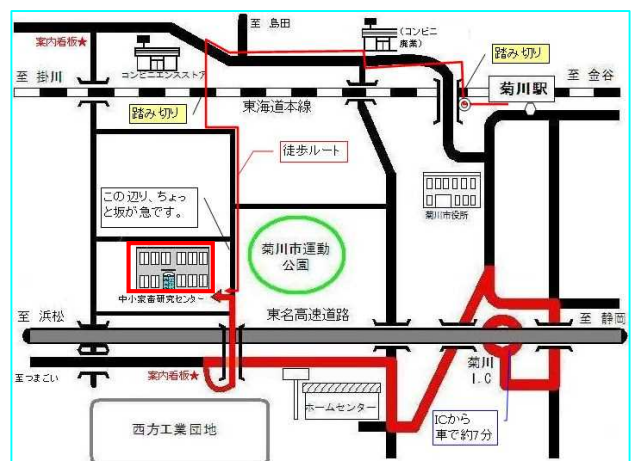 至 島田
(コンビニ
廃業)
案内看板★
踏み切り
コンビニエンスストア
至 掛川
至 金谷
菊川駅
踏み切り
東海道本線
徒歩ルート
この辺り、ちょっ
と坂が急です。
菊川市役所
菊川市運動
公園
中小家畜研究センター
至 浜松
東名高速道路
至 静岡
至つまごい
案内看板★
菊川
I.C
ホームセンター
ICから
車で約7分
西方工業団地